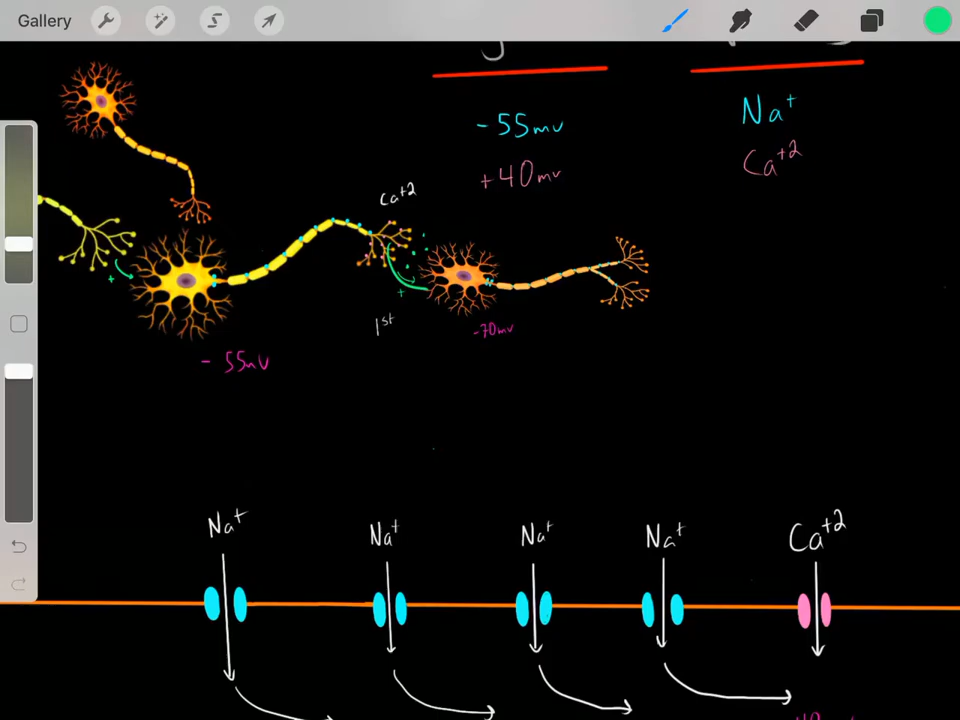 Gallery
-55mv
Na+
+40mv
Ca+2
Ca+2
+
+
1st
-70mv
- 55mV
Na+
Na+
Na+
Na+
Ca+2